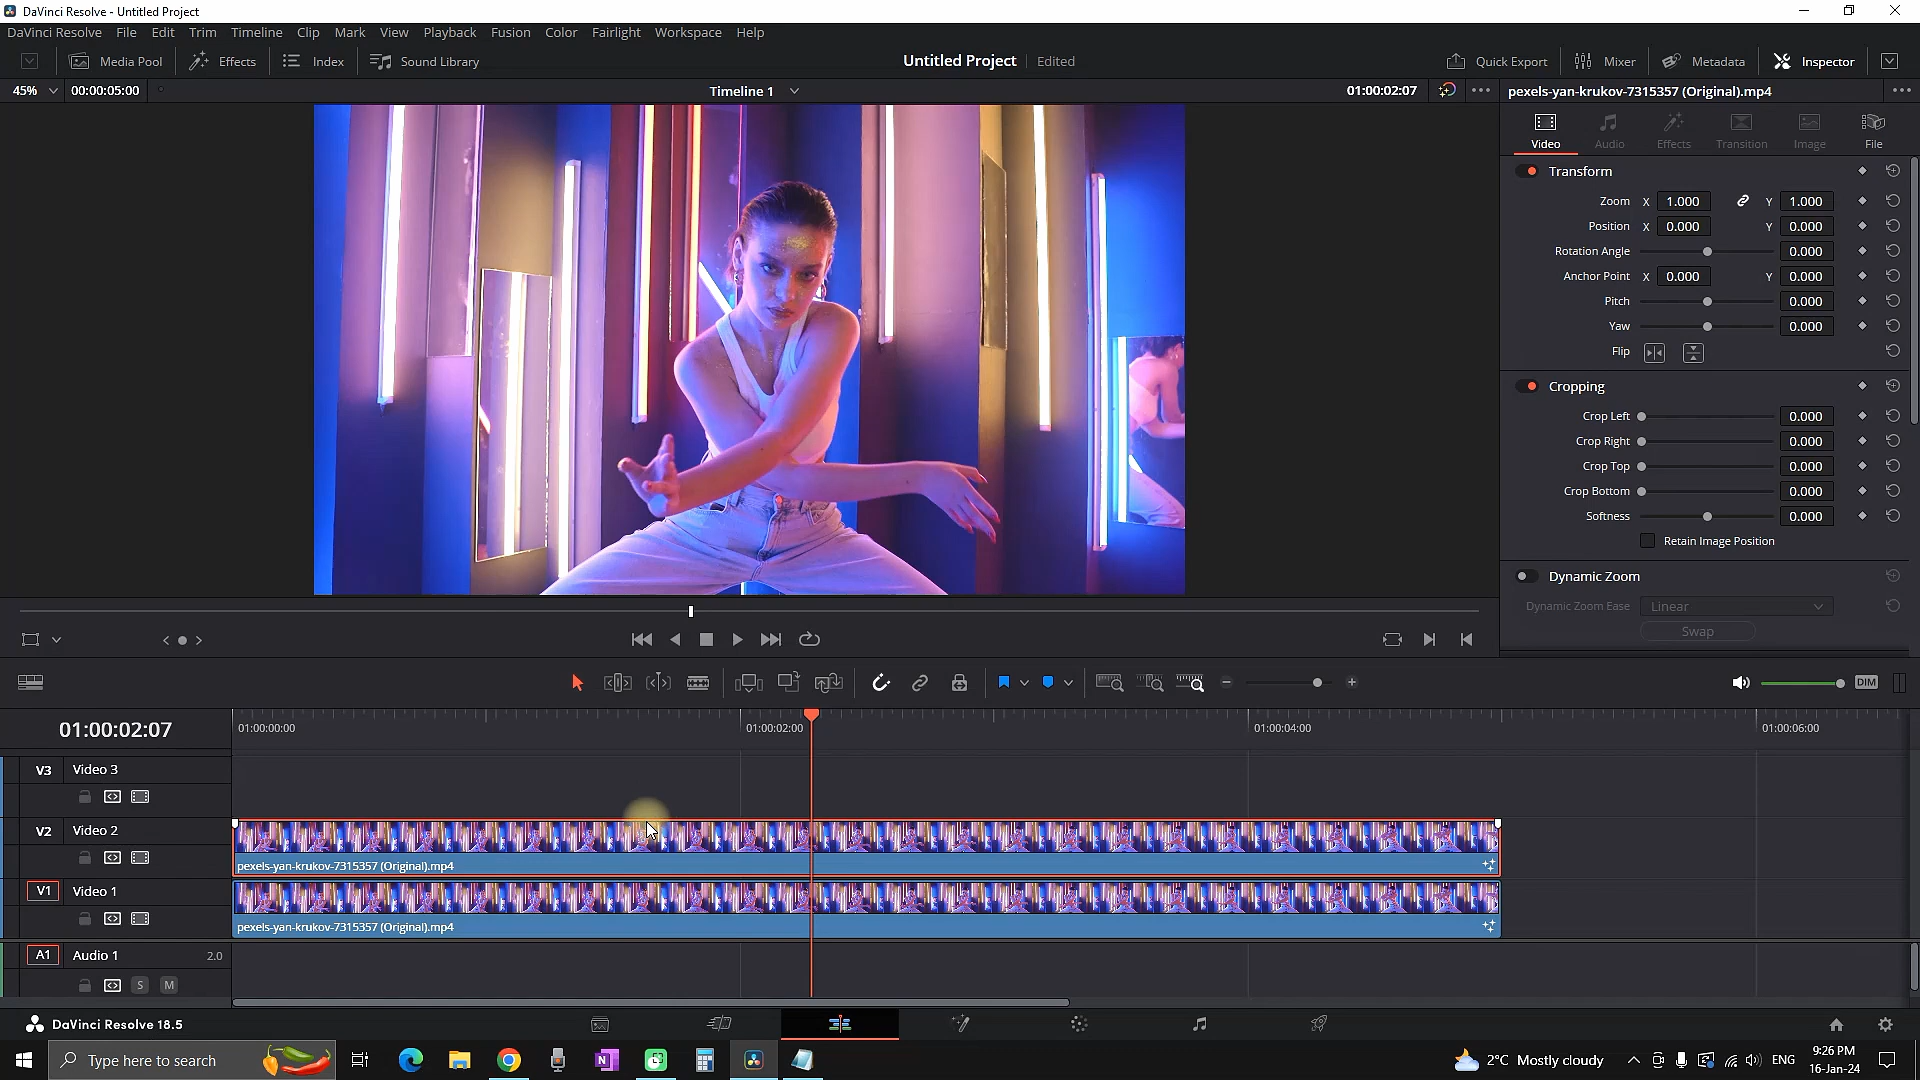 DaVinci Resolve - Untitled Project
DaVinci Resolve File Edit Trim Timeline Clip Mark View Playback Fusion Color Fairlight Workspace Help
Media Pool Effects Index Sound Library Untitled Project Edited Quick Export Mixer Metadata Inspector
45% 00:00:05:00 Timeline 1 01:00:02:07 pexels-yan-krukov-7315357 (Original).mp4
Video Audio Effects Transition Image File
Transform
Zoom X 1.000 Y 1.000
Position X 0.000 Y 0.000
Rotation Angle 0.000
Anchor Point X 0.000 Y 0.000
Pitch 0.000
Yaw 0.000
Flip
Cropping
Crop Left 0.000
Crop Right 0.000
Crop Top 0.000
Crop Bottom 0.000
Softness 0.000
Retain Image Position
Dynamic Zoom
Dynamic Zoom Ease Linear
Swap
DIM
01:00:02:07 01:00:00:00 01:00:02:00 01:00:04:00 01:00:06:00
V3 Video 3
V2 Video 2
pexels-yan-krukov-7315357 (Original).mp4
V1 Video 1
pexels-yan-krukov-7315357 (Original).mp4
A1 Audio 1 2.0
S M
DaVinci Resolve 18.5
Type here to search 2°C Mostly cloudy ENG 9:26 PM
16-Jan-24